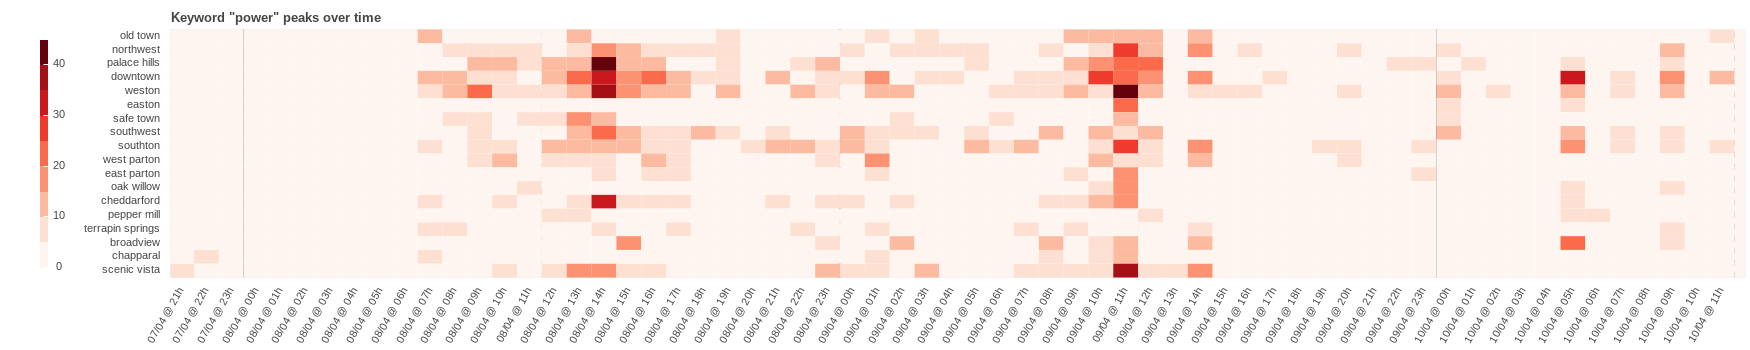 Keyword "power" peaks over time
old town
northwest
palace hills
downtown
weston
easton
safe town
southwest
southton
west parton
east parton
oak willow
cheddarford
pepper mill
terrapin springs
broadview
chapparal
scenic vista
40
30
20
10
0
07/04 @ 21h
07/04 @ 22h
07/04 @ 23h
08/04 @ 00h
08/04 @ 01h
08/04 @ 02h
08/04 @ 03h
08/04 @ 04h
08/04 @ 05h
08/04 @ 06h
08/04 @ 07h
08/04 @ 08h
08/04 @ 09h
08/04 @ 10h
08/04 @ 11h
08/04 @ 12h
08/04 @ 13h
08/04 @ 14h
08/04 @ 15h
08/04 @ 16h
08/04 @ 17h
08/04 @ 18h
08/04 @ 19h
08/04 @ 20h
08/04 @ 21h
08/04 @ 22h
08/04 @ 23h
09/04 @ 00h
09/04 @ 01h
09/04 @ 02h
09/04 @ 03h
09/04 @ 04h
09/04 @ 05h
09/04 @ 06h
09/04 @ 07h
09/04 @ 08h
09/04 @ 09h
09/04 @ 10h
09/04 @ 11h
09/04 @ 12h
09/04 @ 13h
09/04 @ 14h
09/04 @ 15h
09/04 @ 16h
09/04 @ 17h
09/04 @ 18h
09/04 @ 19h
09/04 @ 20h
09/04 @ 21h
09/04 @ 22h
09/04 @ 23h
10/04 @ 00h
10/04 @ 01h
10/04 @ 02h
10/04 @ 03h
10/04 @ 04h
10/04 @ 05h
10/04 @ 06h
10/04 @ 07h
10/04 @ 08h
10/04 @ 09h
10/04 @ 10h
10/04 @ 11h